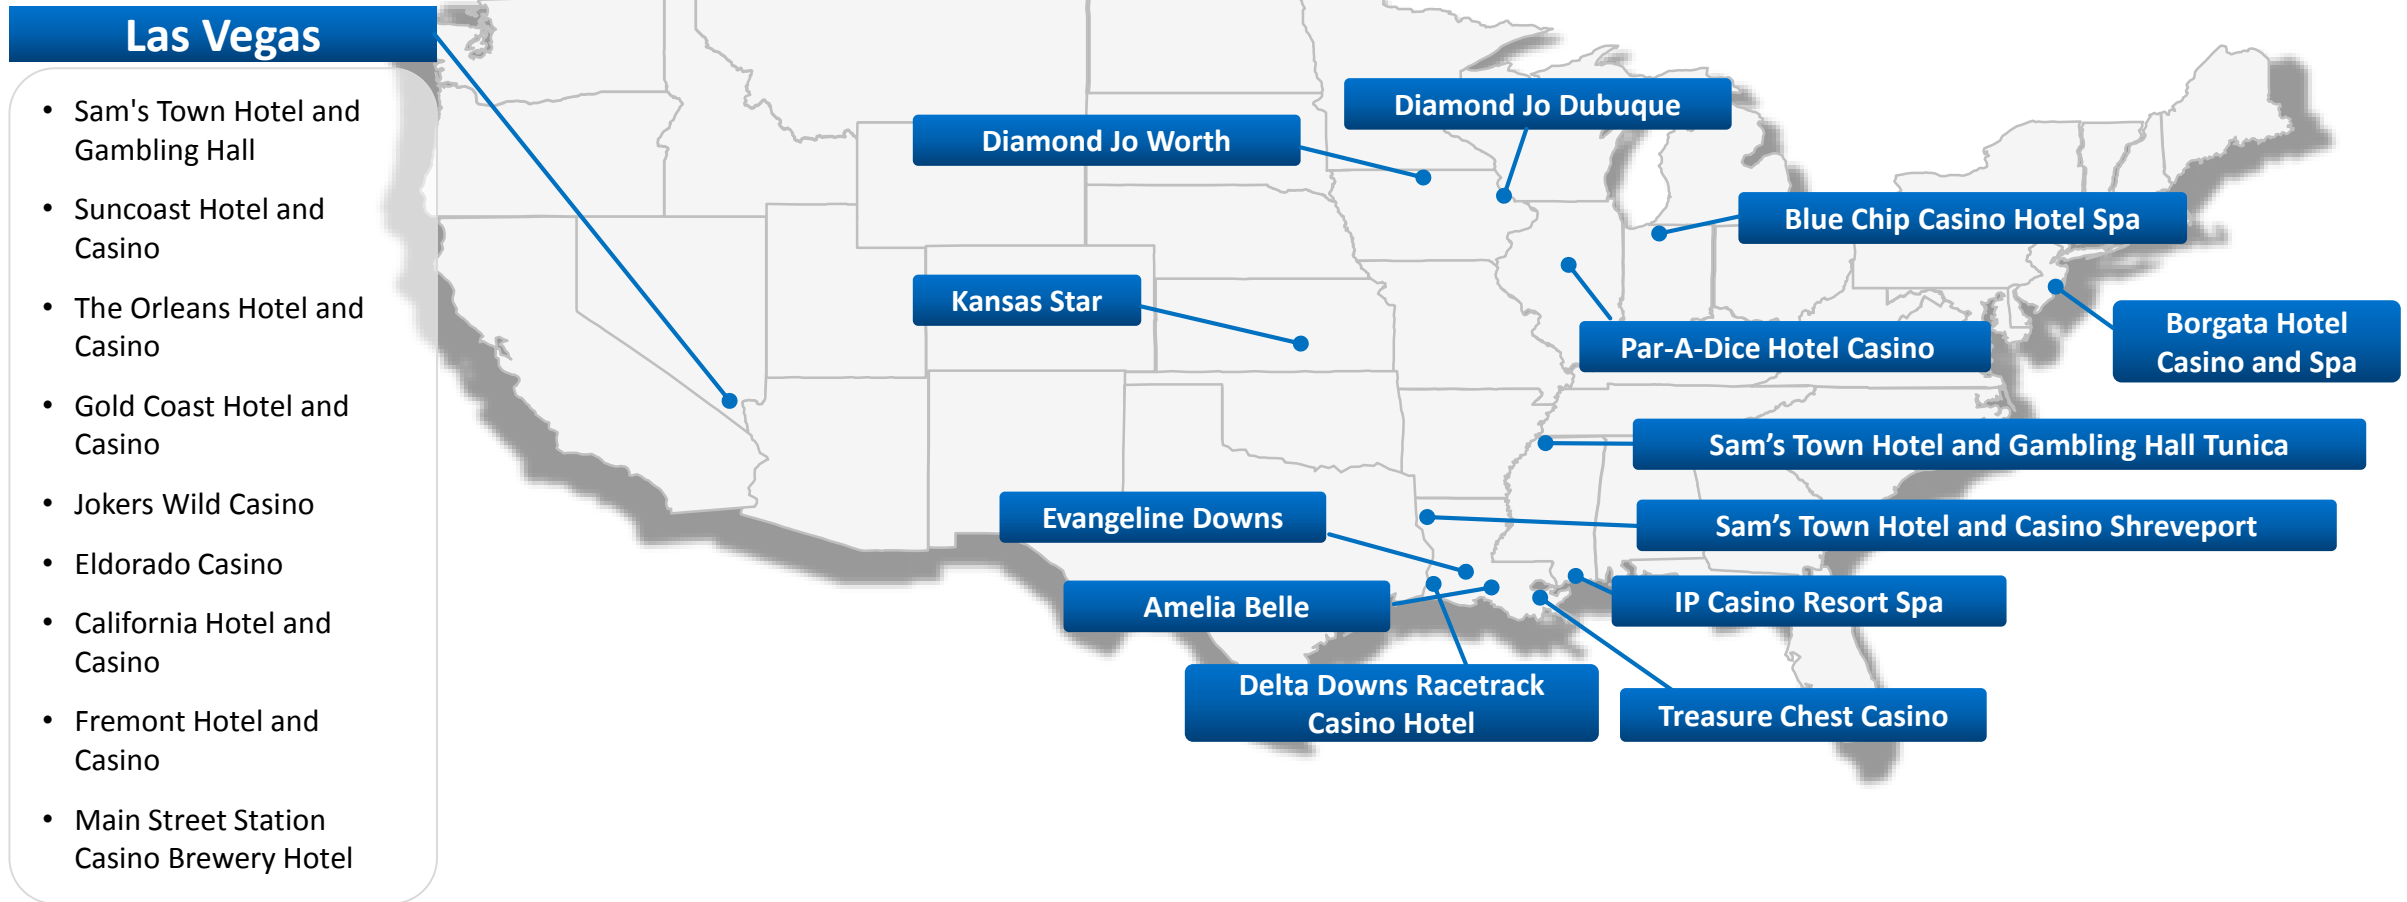 Las Vegas
• Sam's Town Hotel and
Gambling Hall
• Suncoast Hotel and
Casino
• The Orleans Hotel and
Casino
• Gold Coast Hotel and
Casino
• Jokers Wild Casino
• Eldorado Casino
• California Hotel and
Casino
• Fremont Hotel and
Casino
• Main Street Station
Casino Brewery Hotel
Diamond Jo Dubuque
Diamond Jo Worth
Blue Chip Casino Hotel Spa
Kansas Star
Par-A-Dice Hotel Casino
Borgata Hotel
Casino and Spa
Sam’s Town Hotel and Gambling Hall Tunica
Evangeline Downs
Sam’s Town Hotel and Casino Shreveport
Amelia Belle
IP Casino Resort Spa
Delta Downs Racetrack
Casino Hotel
Treasure Chest Casino